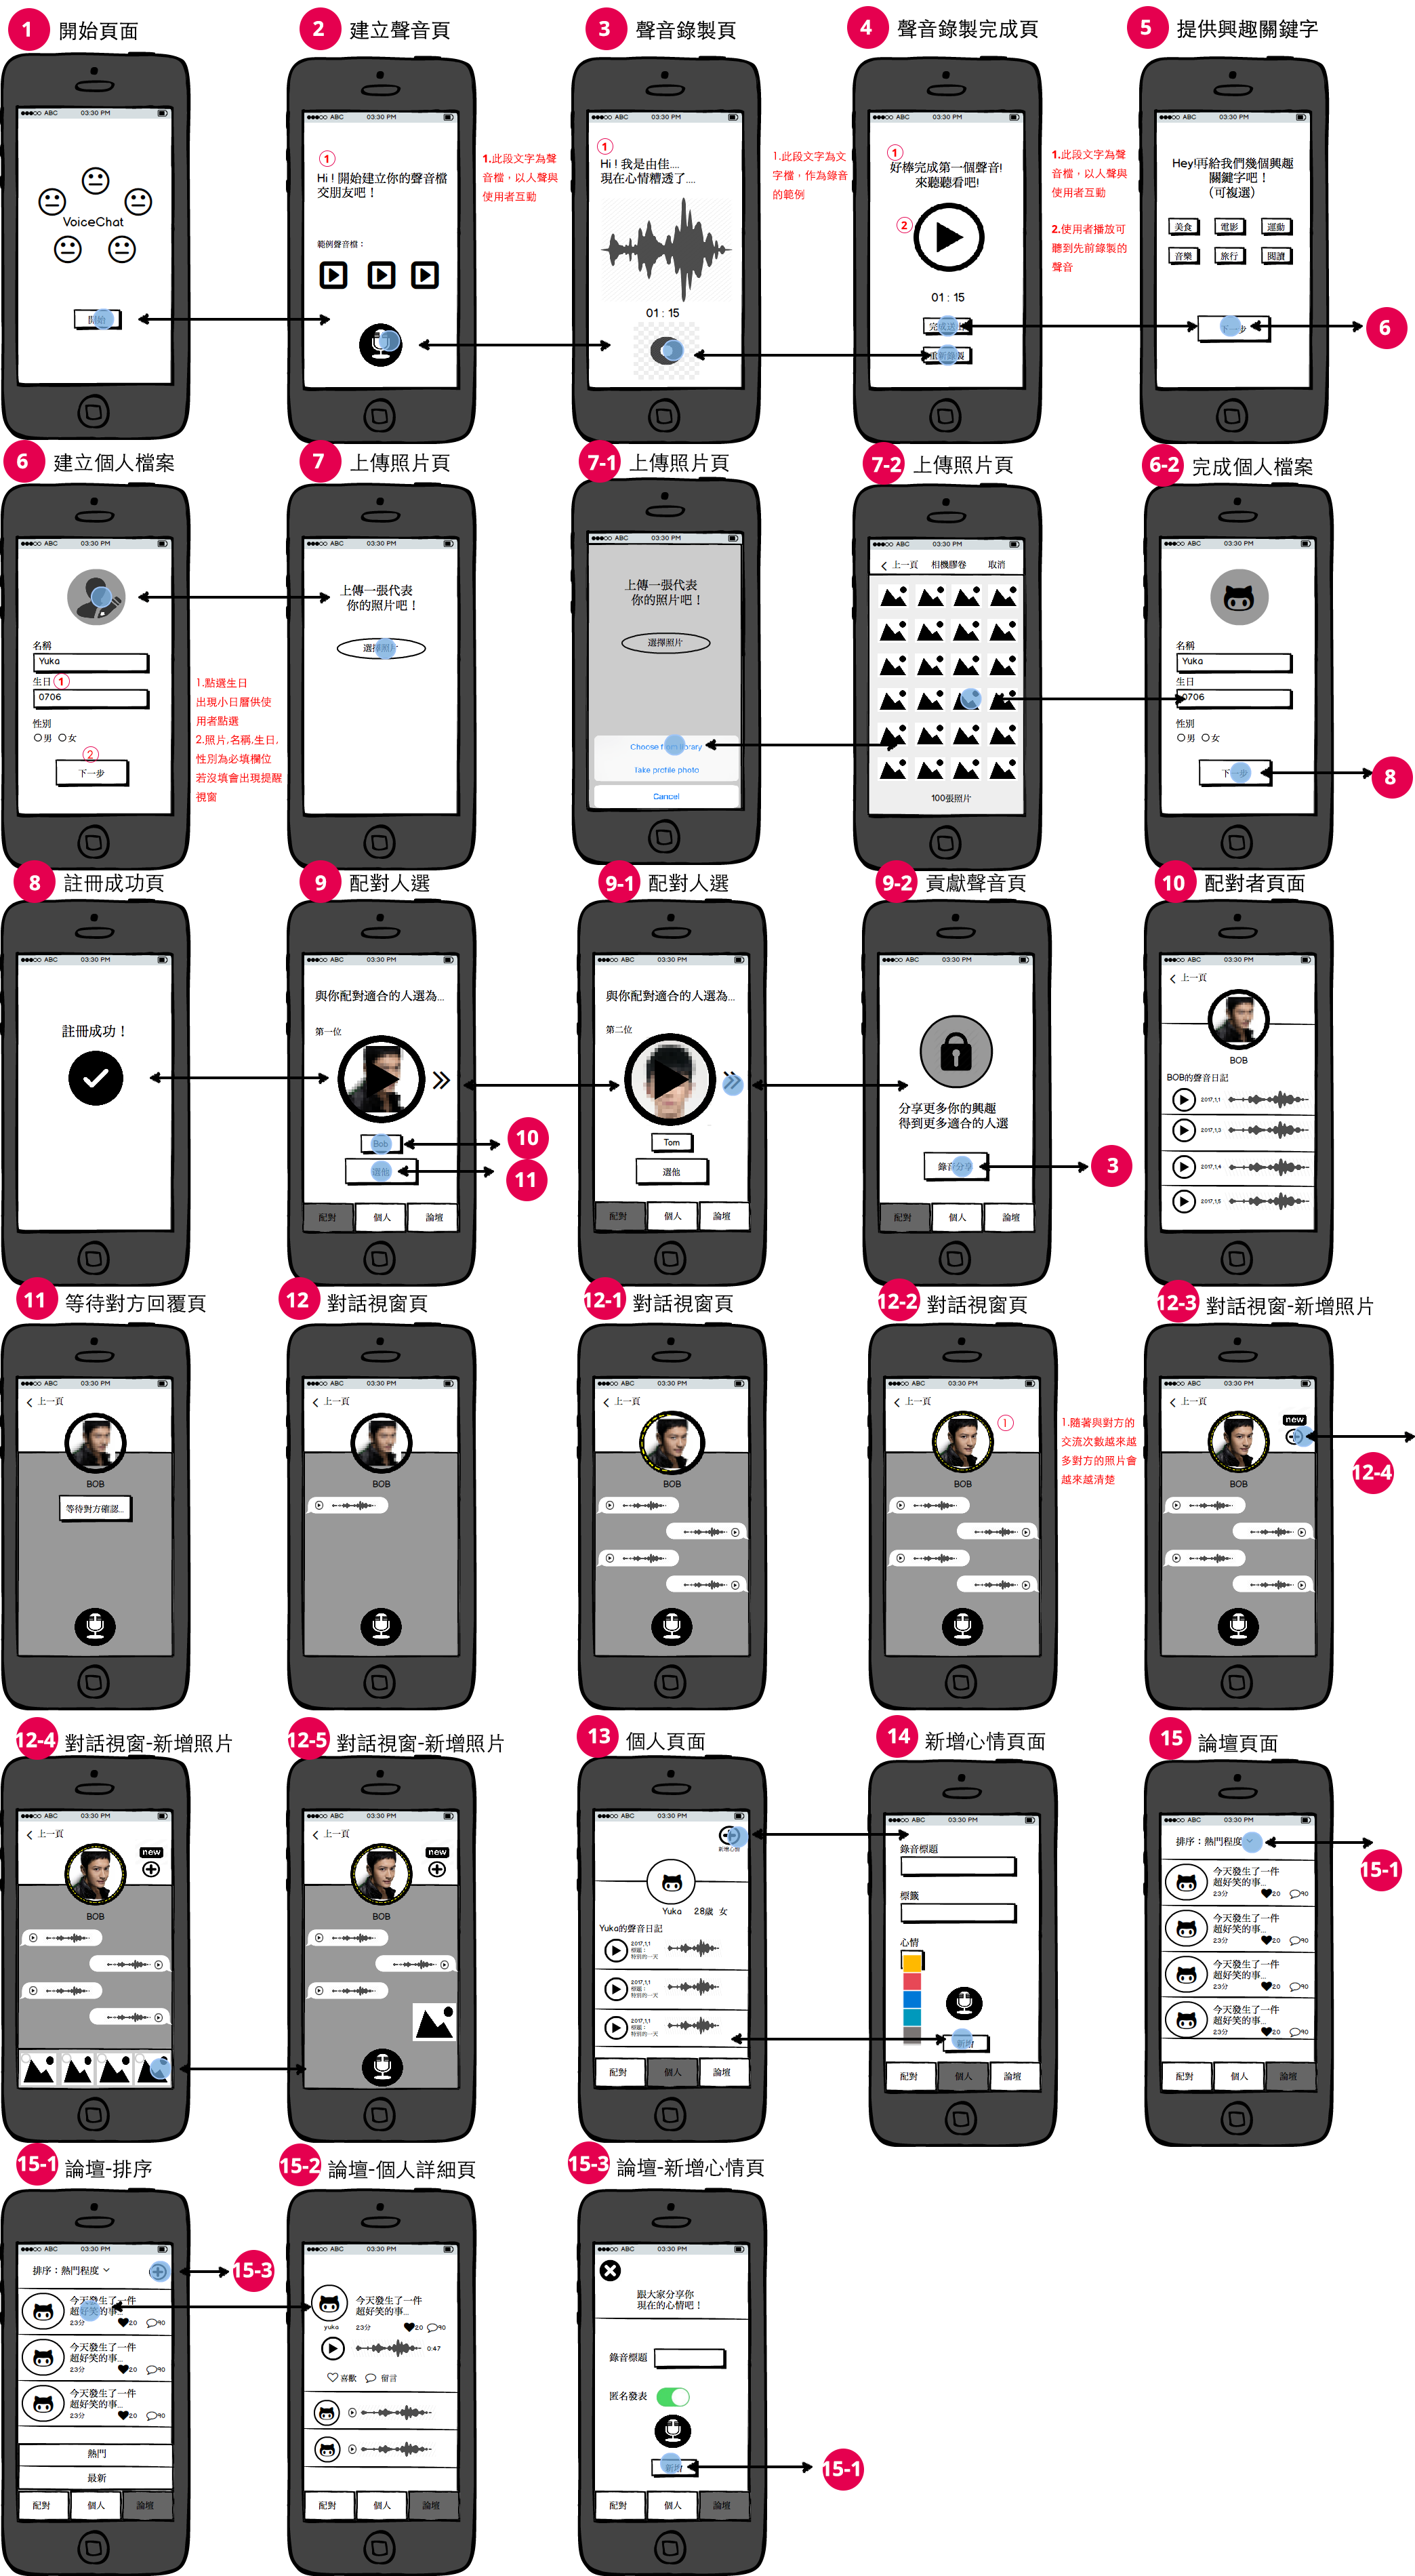 1 開始頁面
●●●○○ ABC 03:30 PM
VoiceChat
開始
2 建立聲音頁
●●●○○ ABC 03:30 PM
1
Hi ! 開始建立你的聲音檔
交朋友吧！
範例聲音檔：
1.此段文字為聲
音檔，以人聲與
使用者互動
3 聲音錄製頁
●●●○○ ABC 03:30 PM
1
Hi ! 我是由佳....
現在心情糟透了....
01 : 15
1.此段文字為文
字檔，作為錄音
的範例
4 聲音錄製完成頁
●●●○○ ABC 03:30 PM
1
好棒完成第一個聲音!
來聽聽看吧!
2
01 : 15
完成送出
重新錄製
1.此段文字為聲
音檔，以人聲與
使用者互動
2.使用者播放可
聽到先前錄製的
聲音
5 提供興趣關鍵字
●●●○○ ABC 03:30 PM
Hey!再給我們幾個興趣
關鍵字吧！
（可複選）
美食 電影 運動
音樂 旅行 閱讀
下一步
6
6 建立個人檔案
●●●○○ ABC 03:30 PM
名稱
Yuka
生日 1
0706
性別
男 女
2
下一步
1.點選生日
出現小日曆供使
用者點選
2.照片,名稱,生日,
性別為必填欄位
若沒填會出現提醒
視窗
7 上傳照片頁
●●●○○ ABC 03:30 PM
上傳一張代表
你的照片吧！
選擇照片
7-1 上傳照片頁
●●●○○ ABC 03:30 PM
上傳一張代表
你的照片吧！
選擇照片
Choose from library
Take profile photo
Cancel
7-2 上傳照片頁
●●●○○ ABC 03:30 PM
上一頁 相機膠卷 取消
100張照片
6-2 完成個人檔案
●●●○○ ABC 03:30 PM
名稱
Yuka
生日
0706
性別
男 女
下一步
8
8 註冊成功頁
●●●○○ ABC 03:30 PM
註冊成功！
9 配對人選
●●●○○ ABC 03:30 PM
與你配對適合的人選為...
第一位
Bob
選他
配對 個人 論壇
10
11
9-1 配對人選
●●●○○ ABC 03:30 PM
與你配對適合的人選為...
第二位
Tom
選他
配對 個人 論壇
9-2 貢獻聲音頁
●●●○○ ABC 03:30 PM
分享更多你的興趣
得到更多適合的人選
錄音分享
配對 個人 論壇
3
10 配對者頁面
●●●○○ ABC 03:30 PM
上一頁
BOB
BOB的聲音日記
2017,1,1
2017,1,3
2017,1,4
2017,1,5
11 等待對方回覆頁
●●●○○ ABC 03:30 PM
上一頁
BOB
等待對方確認...
12 對話視窗頁
●●●○○ ABC 03:30 PM
上一頁
BOB
12-1 對話視窗頁
●●●○○ ABC 03:30 PM
上一頁
BOB
12-2 對話視窗頁
●●●○○ ABC 03:30 PM
上一頁
1
BOB
1.隨著與對方的
交流次數越來越
多對方的照片會
越來越清楚
12-3 對話視窗-新增照片
●●●○○ ABC 03:30 PM
上一頁
new
BOB
12-4
12-4 對話視窗-新增照片
●●●○○ ABC 03:30 PM
上一頁
new
BOB
12-5 對話視窗-新增照片
●●●○○ ABC 03:30 PM
上一頁
new
BOB
13 個人頁面
●●●○○ ABC 03:30 PM
新增心情
Yuka 28歲 女
Yuka的聲音日記
2017,1,1
標題：
特別的一天
2017,1,1
標題：
特別的一天
2017,1,1
標題：
特別的一天
配對 個人 論壇
14 新增心情頁面
●●●○○ ABC 03:30 PM
錄音標題
標籤
心情
新增
配對 個人 論壇
15 論壇頁面
●●●○○ ABC 03:30 PM
排序：熱門程度
今天發生了一件
超好笑的事...
23分 20 90
今天發生了一件
超好笑的事...
23分 20 90
今天發生了一件
超好笑的事...
23分 20 90
今天發生了一件
超好笑的事...
23分 20 90
配對 個人 論壇
15-1
15-1 論壇-排序
●●●○○ ABC 03:30 PM
排序：熱門程度
今天發生了一件
超好笑的事...
23分 20 90
今天發生了一件
超好笑的事...
23分 20 90
今天發生了一件
超好笑的事...
23分 20 90
熱門
最新
配對 個人 論壇
15-3
15-2 論壇-個人詳細頁
●●●○○ ABC 03:30 PM
今天發生了一件
超好笑的事...
yuka 23分 20 90
0:47
喜歡 留言
配對 個人 論壇
15-3 論壇-新增心情頁
●●●○○ ABC 03:30 PM
跟大家分享你
現在的心情吧！
錄音標題
匿名發表
新增
配對 個人 論壇
15-1